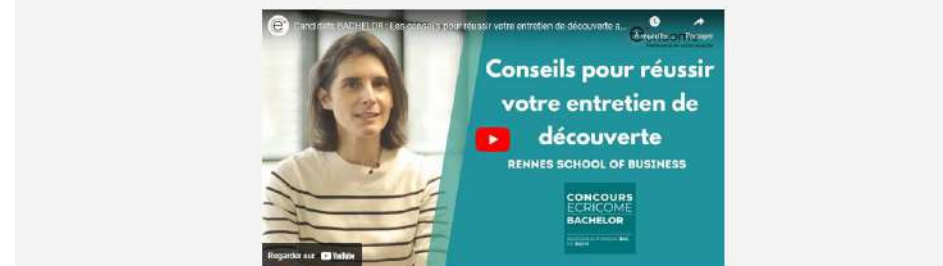 Candidats BACHELOR : Les conseils pour réussir votre entretien de découverte a...
Partager
Conseils pour réussir
votre entretien de
découverte
RENNES SCHOOL OF BUSINESS
CONCOURS
ECRICOME
BACHELOR
Regarder sur YouTube